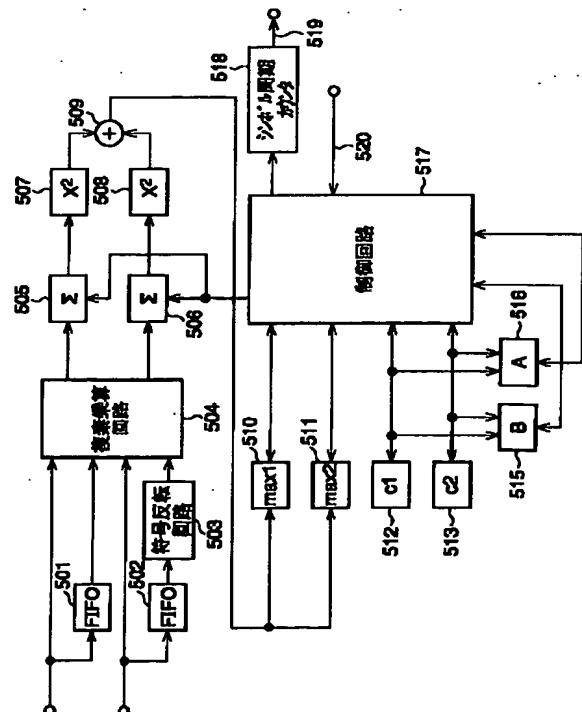 501
FIFO
502
FIFO
符号反転
回路
503
複素乗算
回路
504
505
Σ
Σ
506
507
X²
X²
508
509
+
510
max1
511
max2
c1
512
c2
513
B
515
A
516
制御回路
517
518
シンボル周期
カウンタ
519
520